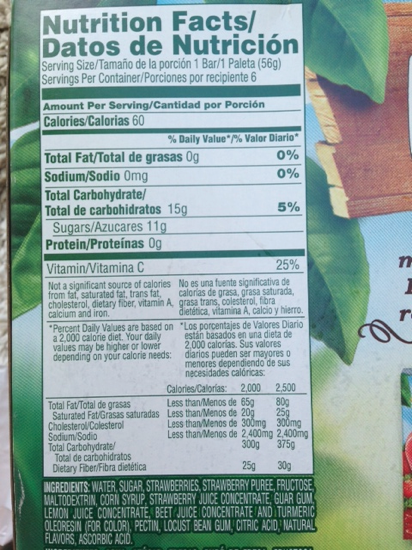 Nutrition Facts/
Datos de Nutrición
Serving Size/Tamaño de la porción 1 Bar/1 Paleta (56g)
Servings Per Container/Porciones por recipiente 6
Amount Per Serving/Cantidad por Porción
Calories/Calorías 60
% Daily Value*/% Valor Diario*
Total Fat/Total de grasas 0g 0%
Sodium/Sodio 0mg 0%
Total Carbohydrate/
Total de carbohidratos 15g 5%
Sugars/Azucares 11g
Protein/Proteínas 0g
Vitamin/Vitamina C 25%
Not a significant source of calories
from fat, saturated fat, trans fat,
cholesterol, dietary fiber, vitamin A,
calcium and iron.
No es una fuente significativa de
calorías de grasa, grasa saturada,
grasa trans, colesterol, fibra
dietética, vitamina A, calcio y hierro.
*Percent Daily Values are based on
a 2,000 calorie diet. Your daily
values may be higher or lower
depending on your calorie needs:
*Los porcentajes de Valores Diario
están basados en una dieta de
2,000 calorías. Sus valores
diarios pueden ser mayores o
menores dependiendo de sus
necesidades calóricas:
Calories/Calorías: 2,000 2,500
Total Fat/Total de grasa Less than/Menos de 65g 80g
Saturated Fat/Grasas saturadas Less than/Menos de 20g 25g
Cholesterol/Colesterol Less than/Menos de 300mg 300mg
Sodium/Sodio Less than/Menos de 2,400mg 2,400mg
Total Carbohydrate/ 300g 375g
Total de carbohidratos
Dietary Fiber/Fibra dietética 25g 30g
INGREDIENTS: WATER, SUGAR, STRAWBERRIES, STRAWBERRY PUREE, FRUCTOSE,
MALTODEXTRIN, CORN SYRUP, STRAWBERRY JUICE CONCENTRATE, GUAR GUM,
LEMON JUICE CONCENTRATE, BEET JUICE CONCENTRATE AND TURMERIC
OLEORESIN (FOR COLOR), PECTIN, LOCUST BEAN GUM, CITRIC ACID, NATURAL
FLAVORS, ASCORBIC ACID.